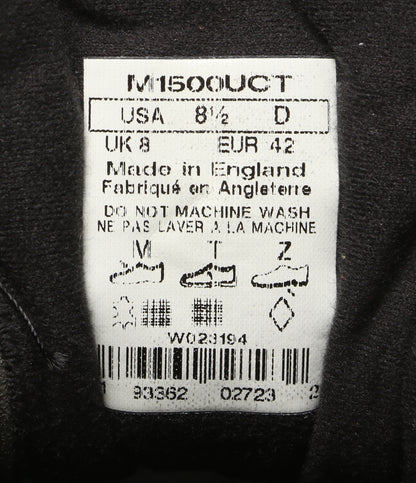 M1500UCT
USA 8½ D
UK 8 EUR 42
Made in England
Fabriqué en Angleterre
DO NOT MACHINE WASH
NE PAS LAVER A LA MACHINE
M T Z
W023194
93362 02723 2